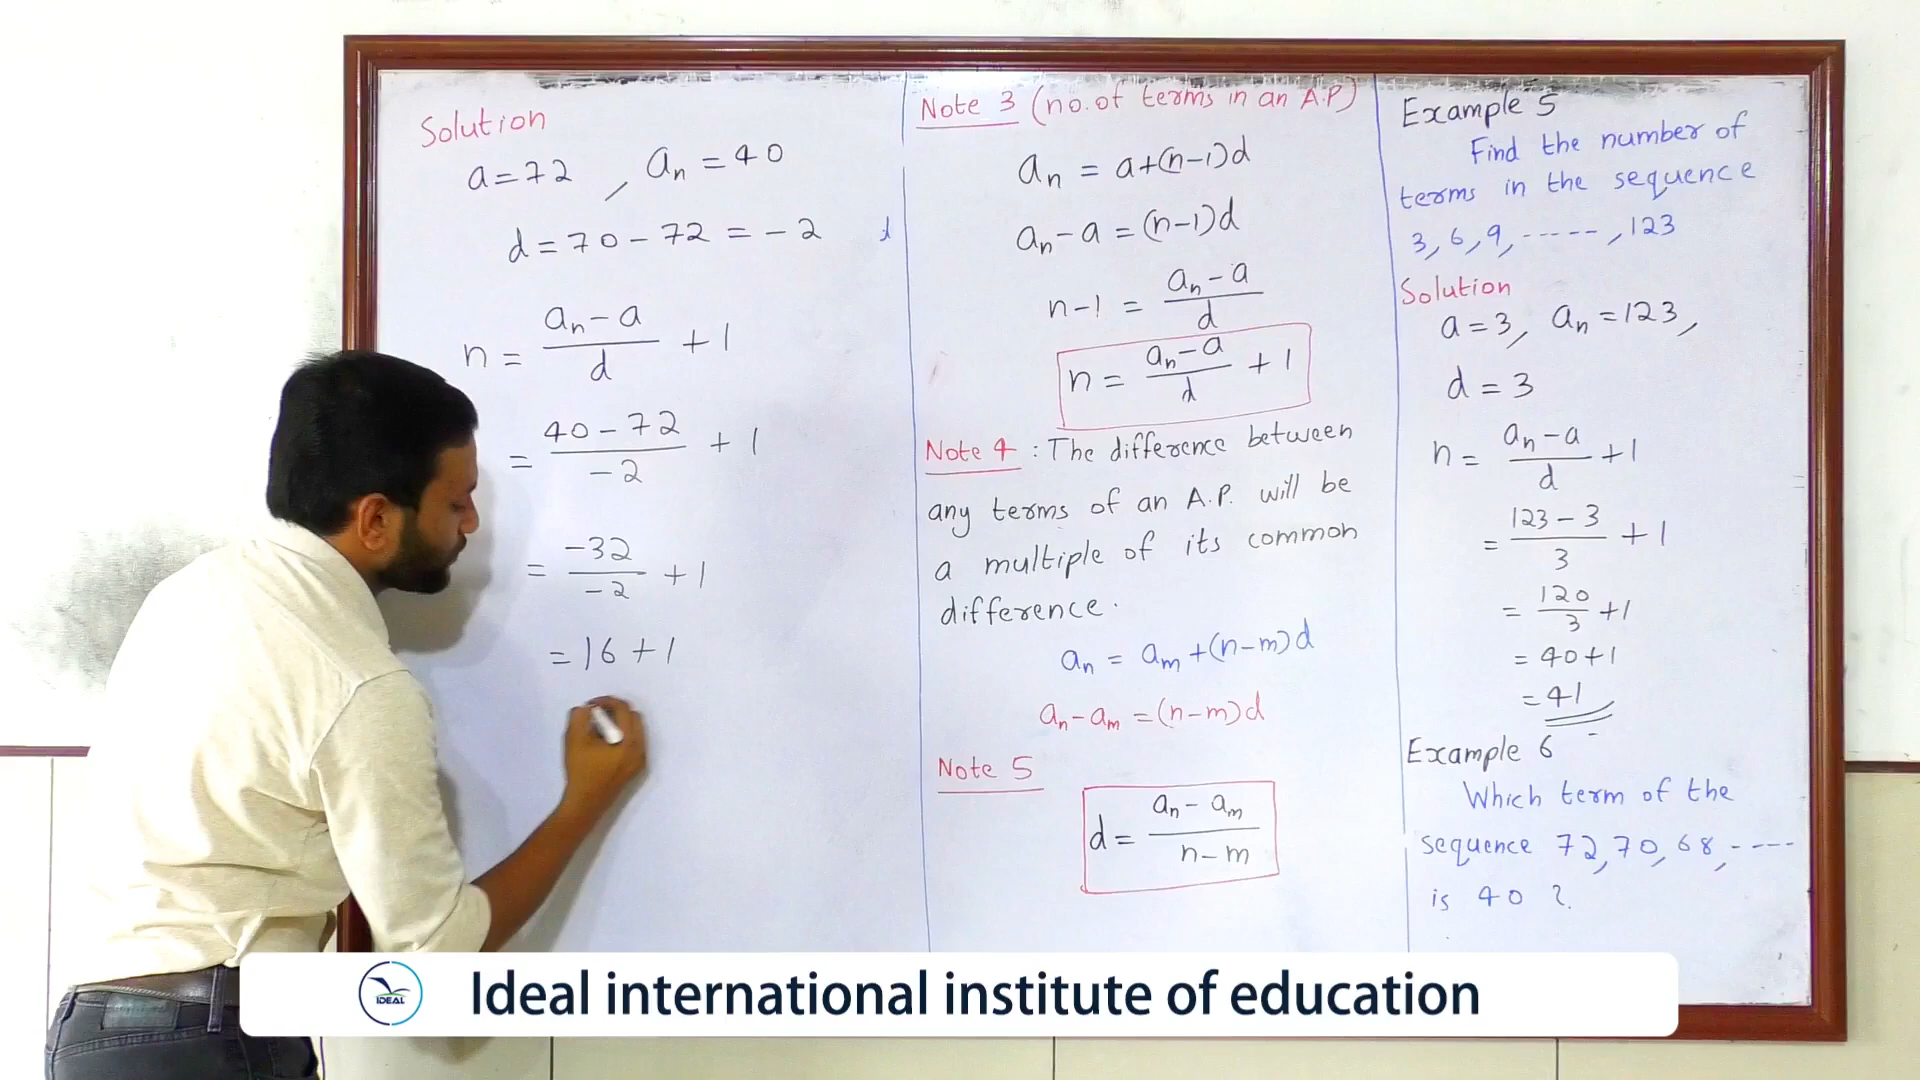 Solution
a = 72 , aₙ = 40
d = 70 - 72 = - 2
d
n = (aₙ - a)/d + 1
= (40 - 72)/(-2) + 1
= (-32)/(-2) + 1
= 16 + 1
Note 3 (no. of terms in an A.P)
aₙ = a+(n-1)d
aₙ - a = (n-1)d
n-1 = (aₙ - a)/d
n = (aₙ - a)/d + 1
Note 4 : The difference between
any terms of an A.P. will be
a multiple of its common
difference.
aₙ = aₘ + (n-m)d
aₙ - aₘ = (n-m)d
Note 5
d = (aₙ - aₘ)/(n-m)
Example 5
Find the number of
terms in the sequence
3, 6, 9, ----- , 123
Solution
a = 3, aₙ = 123,
d = 3
n = (aₙ - a)/d + 1
= (123 - 3)/3 + 1
= 120/3 + 1
= 40+1
= 41
Example 6
Which term of the
sequence 72, 70, 68, ----
is 40 ?
IDEAL
Ideal international institute of education